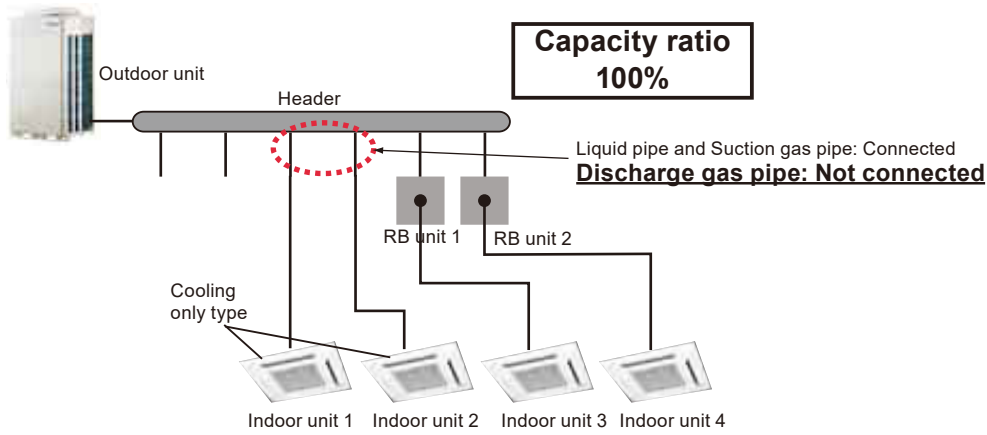 Capacity ratio
100%
Outdoor unit
Header
Liquid pipe and Suction gas pipe: Connected
Discharge gas pipe: Not connected
RB unit 1
RB unit 2
Cooling
only type
Indoor unit 1
Indoor unit 2
Indoor unit 3
Indoor unit 4